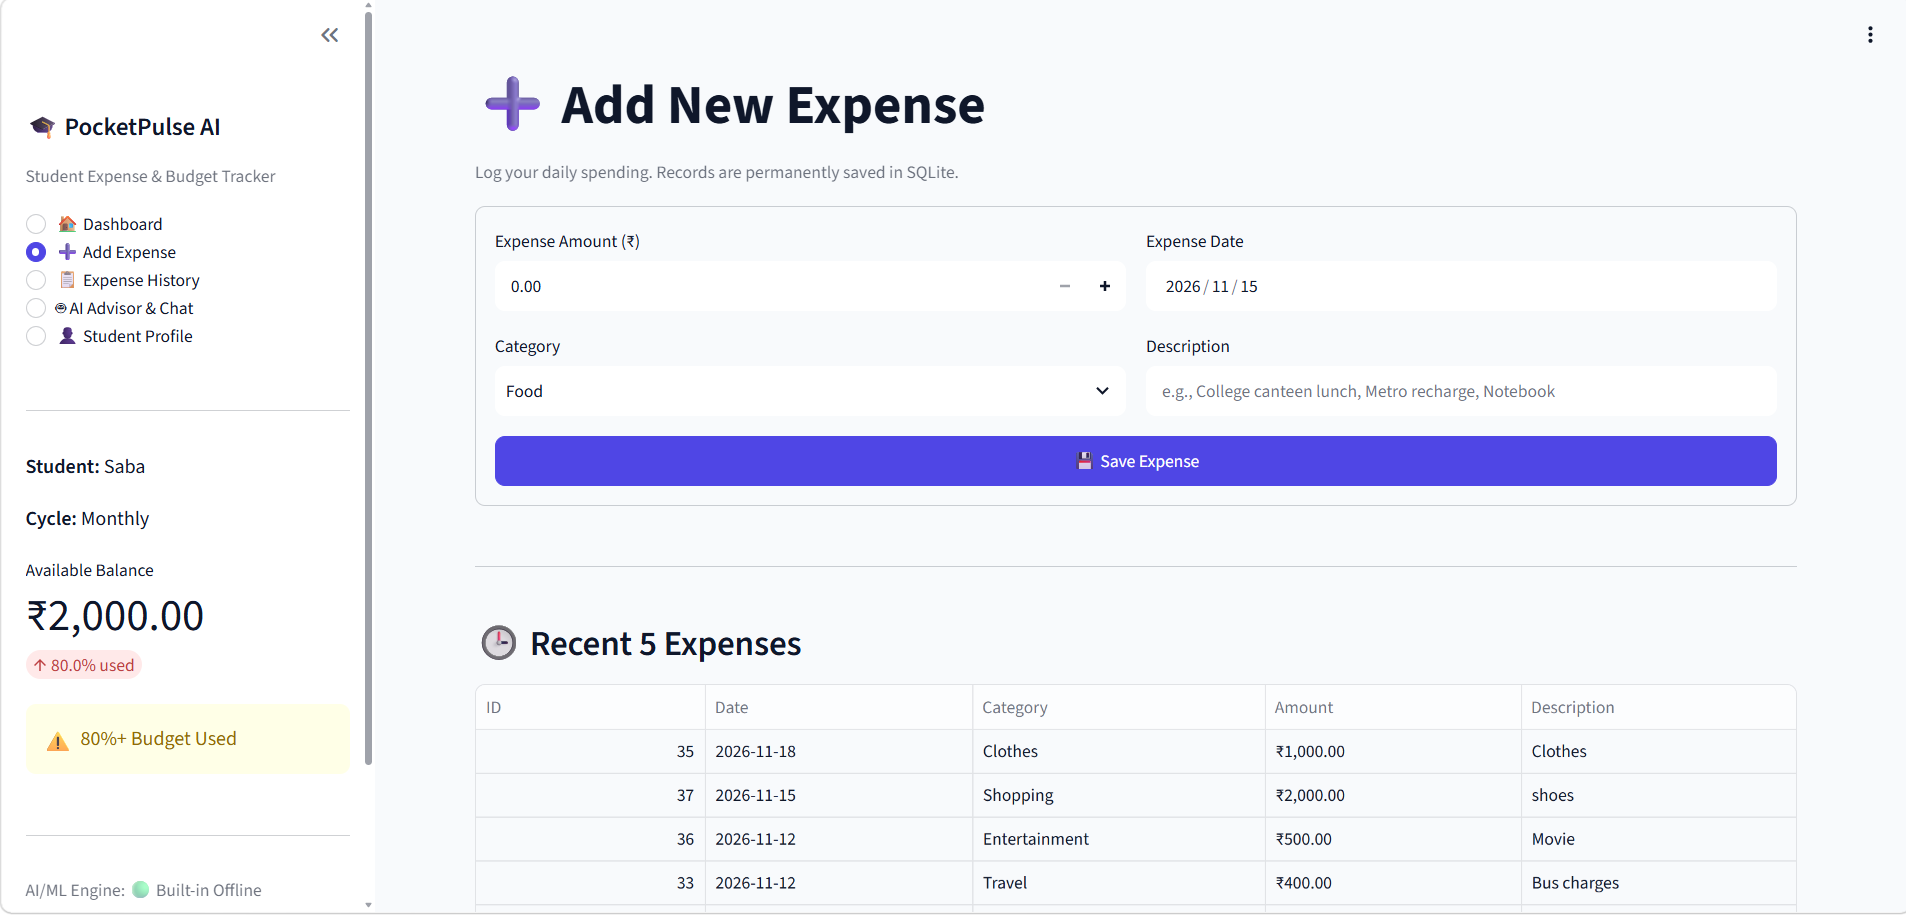 PocketPulse AI
Student Expense & Budget Tracker
Dashboard
Add Expense
Expense History
AI Advisor & Chat
Student Profile
Student: Saba
Cycle: Monthly
Available Balance
₹2,000.00
↑ 80.0% used
80%+ Budget Used
AI/ML Engine: Built-in Offline
Add New Expense
Log your daily spending. Records are permanently saved in SQLite.
Expense Amount (₹) Expense Date
0.00 2026/11/15
Category Description
Food e.g., College canteen lunch, Metro recharge, Notebook
Save Expense
Recent 5 Expenses
ID Date Category Amount Description
35 2026-11-18 Clothes ₹1,000.00 Clothes
37 2026-11-15 Shopping ₹2,000.00 shoes
36 2026-11-12 Entertainment ₹500.00 Movie
33 2026-11-12 Travel ₹400.00 Bus charges